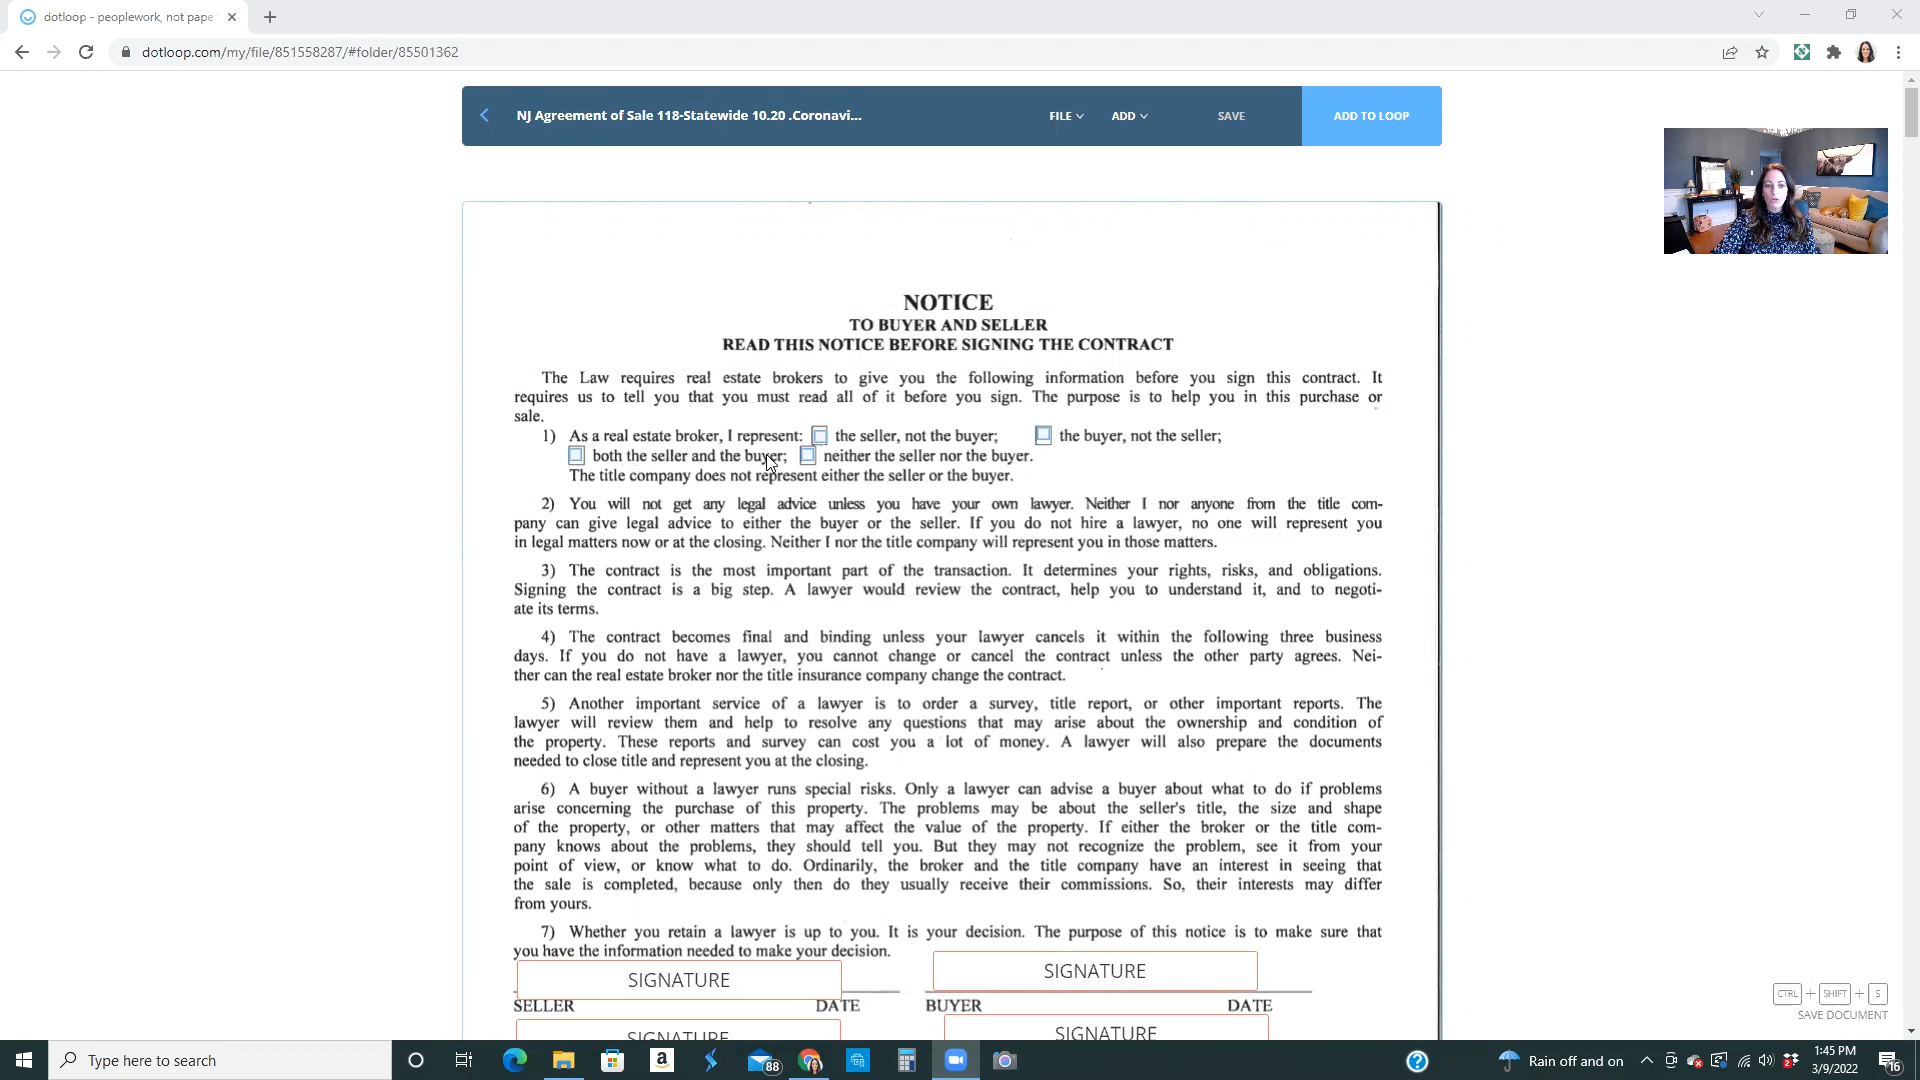 dotloop - peoplework, not pape
dotloop.com/my/file/851558287/#folder/85501362
NJ Agreement of Sale 118-Statewide 10.20 .Coronavi...
FILE
ADD
SAVE
ADD TO LOOP
NOTICE
TO BUYER AND SELLER
READ THIS NOTICE BEFORE SIGNING THE CONTRACT
The Law requires real estate brokers to give you the following information before you sign this contract. It
requires us to tell you that you must read all of it before you sign. The purpose is to help you in this purchase or
sale.
1) As a real estate broker, I represent: the seller, not the buyer; the buyer, not the seller;
both the seller and the buyer; neither the seller nor the buyer.
The title company does not represent either the seller or the buyer.
2) You will not get any legal advice unless you have your own lawyer. Neither I nor anyone from the title com-
pany can give legal advice to either the buyer or the seller. If you do not hire a lawyer, no one will represent you
in legal matters now or at the closing. Neither I nor the title company will represent you in those matters.
3) The contract is the most important part of the transaction. It determines your rights, risks, and obligations.
Signing the contract is a big step. A lawyer would review the contract, help you to understand it, and to negoti-
ate its terms.
4) The contract becomes final and binding unless your lawyer cancels it within the following three business
days. If you do not have a lawyer, you cannot change or cancel the contract unless the other party agrees. Nei-
ther can the real estate broker nor the title insurance company change the contract.
5) Another important service of a lawyer is to order a survey, title report, or other important reports. The
lawyer will review them and help to resolve any questions that may arise about the ownership and condition of
the property. These reports and survey can cost you a lot of money. A lawyer will also prepare the documents
needed to close title and represent you at the closing.
6) A buyer without a lawyer runs special risks. Only a lawyer can advise a buyer about what to do if problems
arise concerning the purchase of this property. The problems may be about the seller's title, the size and shape
of the property, or other matters that may affect the value of the property. If either the broker or the title com-
pany knows about the problems, they should tell you. But they may not recognize the problem, see it from your
point of view, or know what to do. Ordinarily, the broker and the title company have an interest in seeing that
the sale is completed, because only then do they usually receive their commissions. So, their interests may differ
from yours.
7) Whether you retain a lawyer is up to you. It is your decision. The purpose of this notice is to make sure that
you have the information needed to make your decision.
SIGNATURE SIGNATURE
SELLER DATE BUYER DATE
SIGNATURE SIGNATURE
CTRL + SHIFT + S
SAVE DOCUMENT
Type here to search
88
Rain off and on
1:45 PM
3/9/2022
16